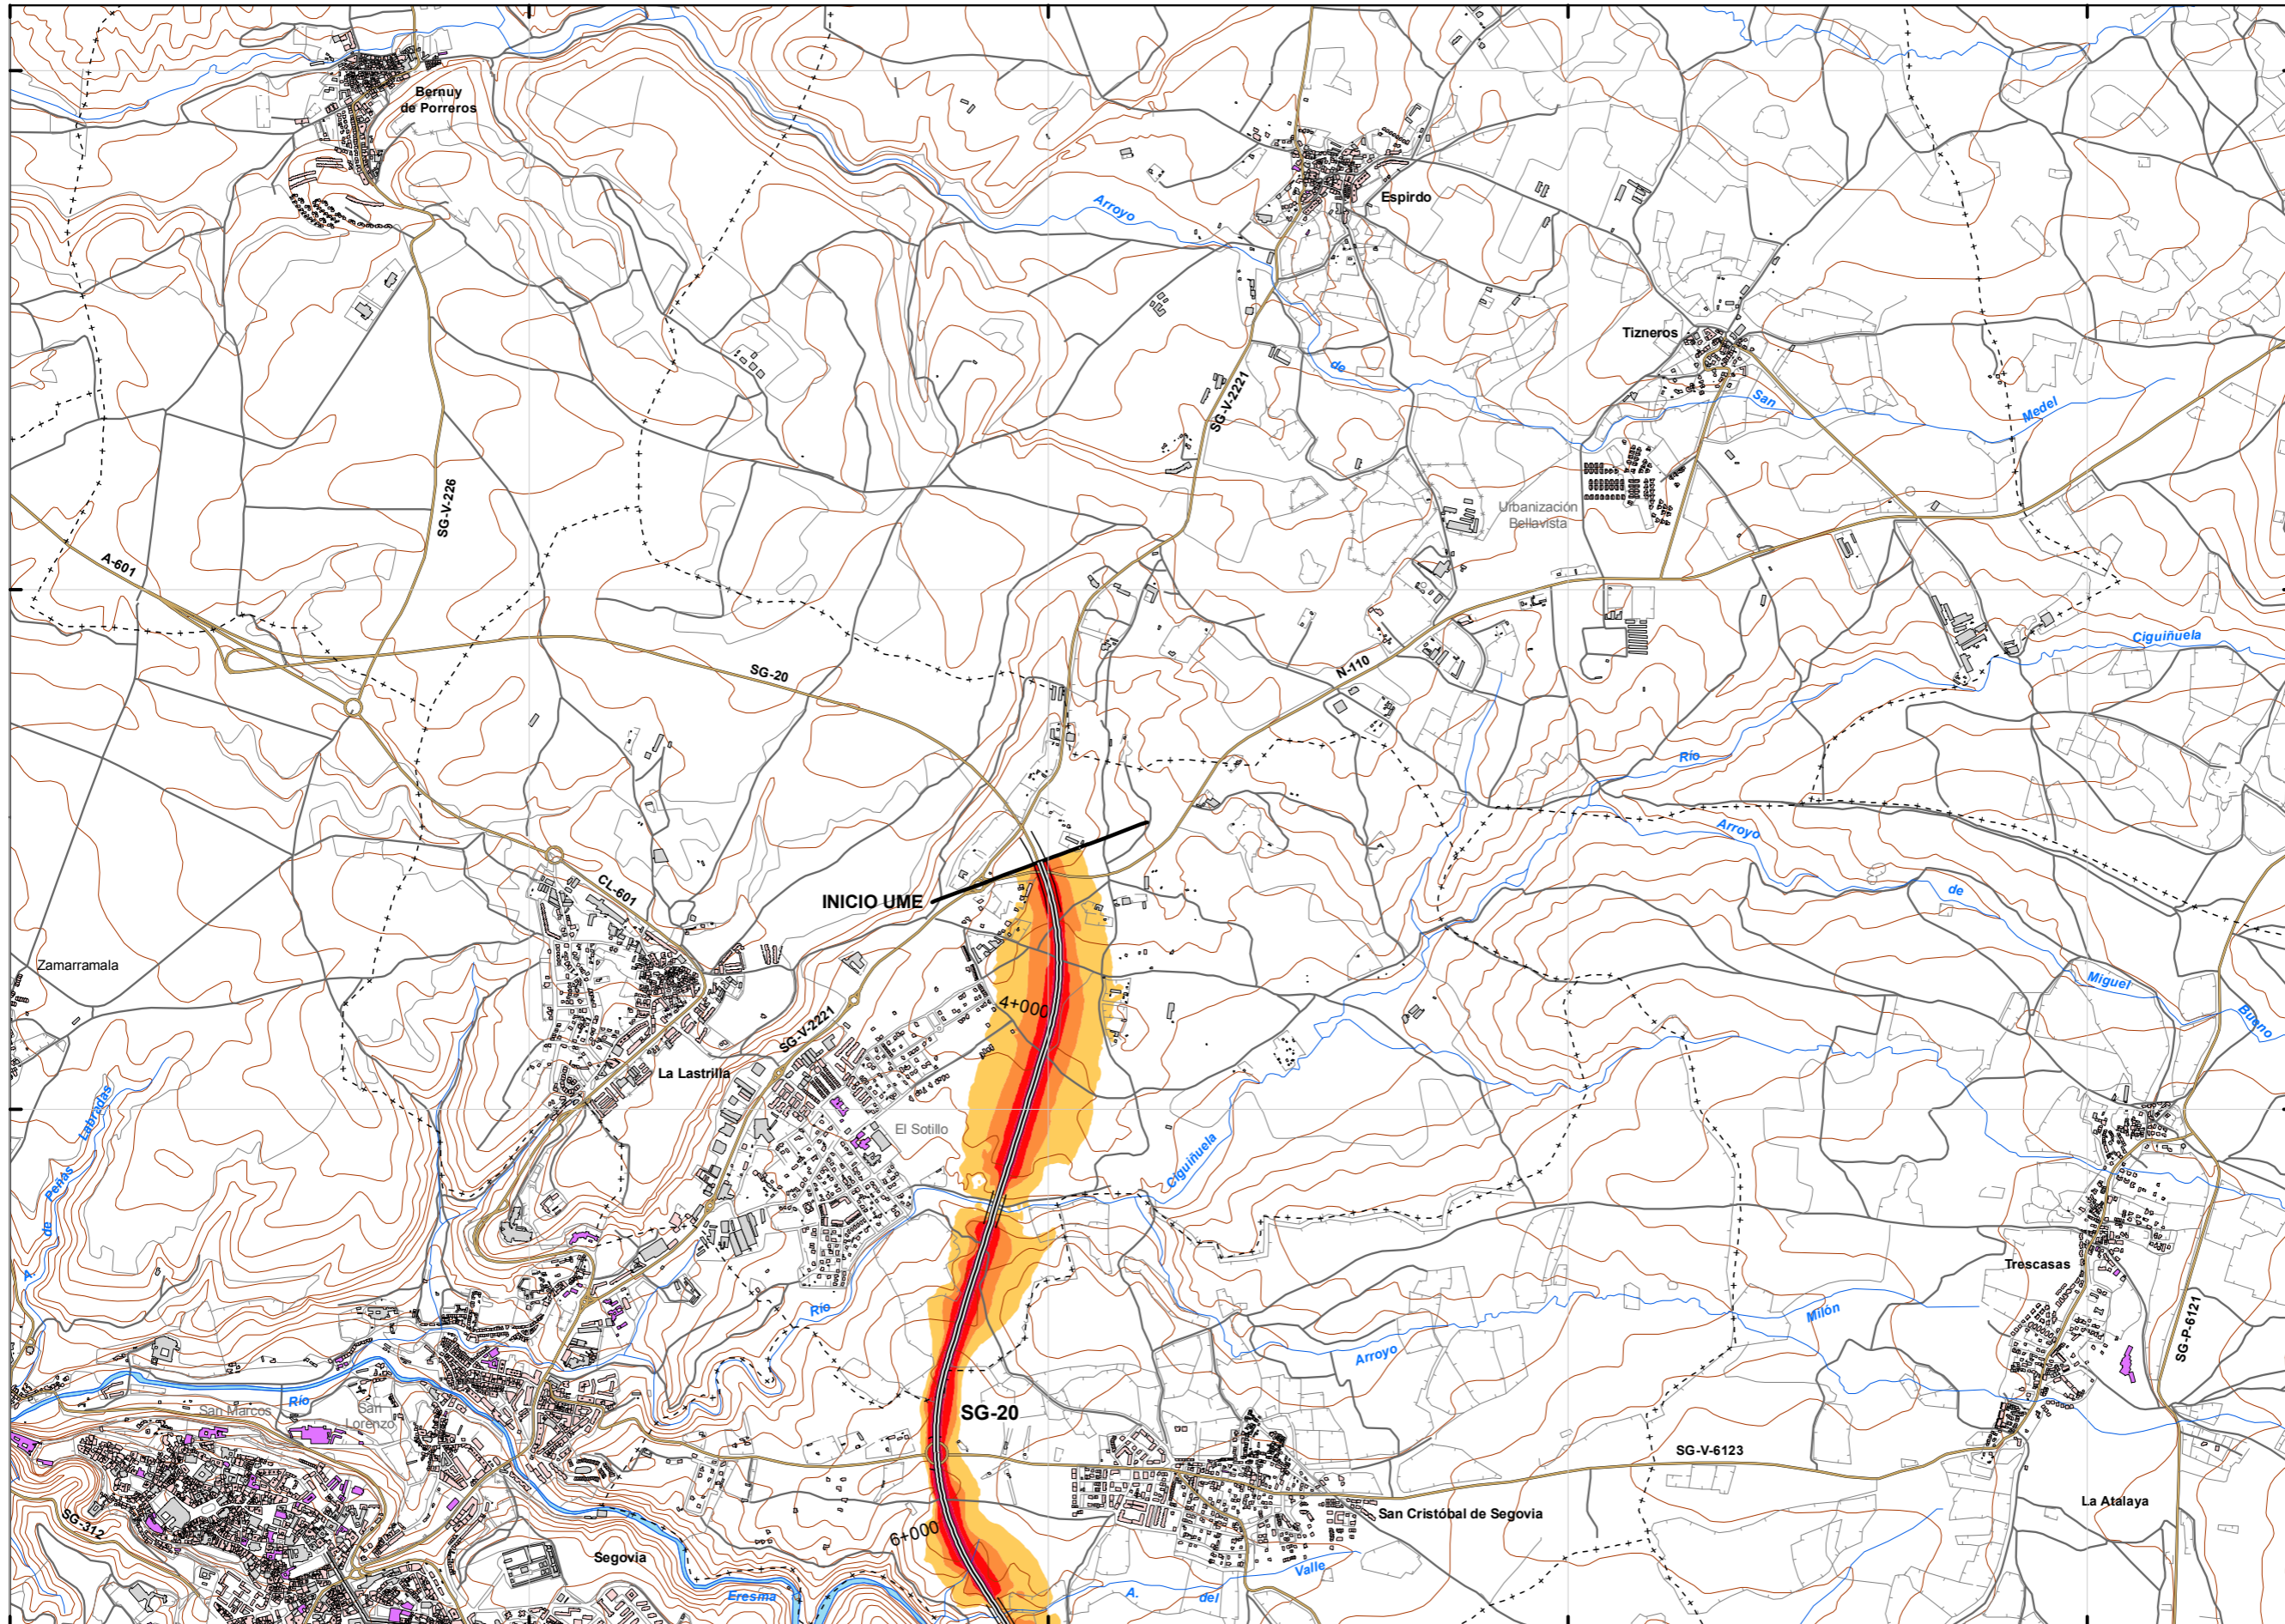 Bernuy
de Porreros
Espirdo
Arroyo
Tizneros
de
San
Medel
SG-V-2221
SG-V-226
Urbanización
Bellavista
A-601
Ciguiñuela
N-110
SG-20
Río
Arroyo
de
CL-601
INICIO UME
Zamarramala
Miguel
Bueno
4+000
SG-V-2221
La Lastrilla
Labradas
El Sotillo
Peñas
Ciguiñuela
de
A.
Trescasas
Río
Milón
SG-P-6121
Arroyo
San Marcos
Río
San
Lorenzo
SG-20
SG-V-6123
La Atalaya
San Cristóbal de Segovia
SG-312
6+000
Segovia
Valle
Eresma
A.
del